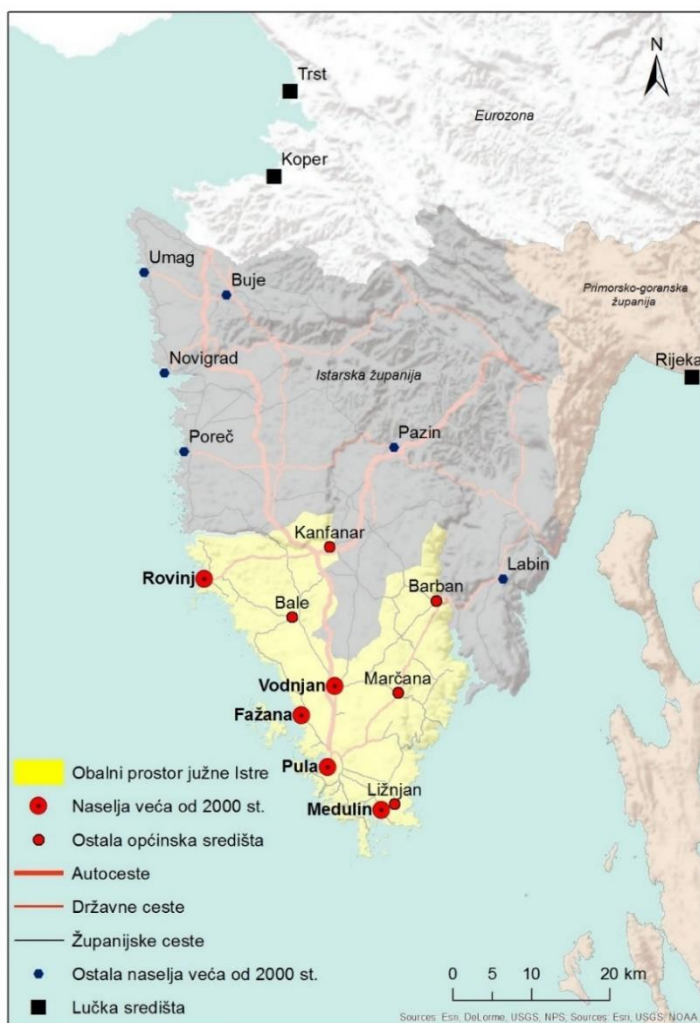 N
Trst
Eurozona
Koper
Umag
Buje
Primorsko-goranska
županija
Novigrad
Istarska županija
Rijeka
Poreč
Pazin
Kanfanar
Rovinj
Barban
Labin
Bale
Vodnjan
Marčana
Fažana
Pula
Ližnjan
Medulin
Obalni prostor južne Istre
Naselja veća od 2000 st.
Ostala općinska središta
Autoceste
Državne ceste
Županijske ceste
Ostala naselja veća od 2000 st.
Lučka središta
0 5 10 20 km
Sources: Esri, DeLorme, USGS, NPS, Sources: Esri, USGS, NOAA